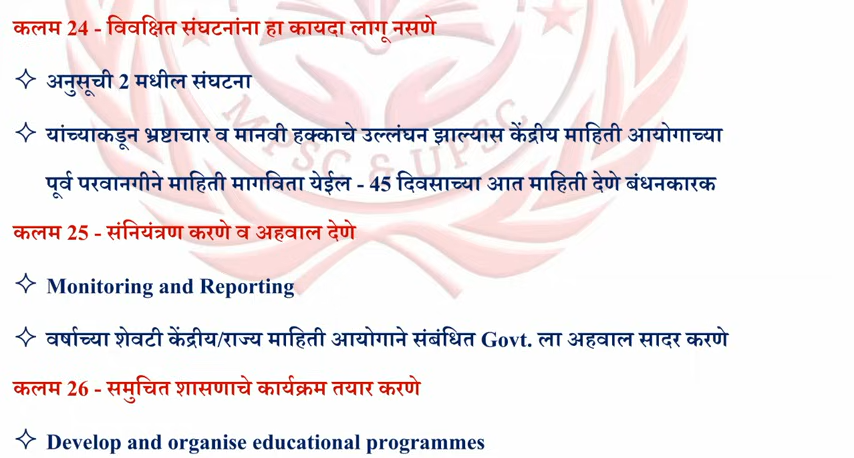 कलम 24 - विवक्षित संघटनांना हा कायदा लागू नसणे
✧ अनुसूची 2 मधील संघटना
✧ यांच्याकडून भ्रष्टाचार व मानवी हक्काचे उल्लंघन झाल्यास केंद्रीय माहिती आयोगाच्या
पूर्व परवानगीने माहिती मागविता येईल - 45 दिवसाच्या आत माहिती देणे बंधनकारक
कलम 25 - संनियंत्रण करणे व अहवाल देणे
✧ Monitoring and Reporting
✧ वर्षाच्या शेवटी केंद्रीय/राज्य माहिती आयोगाने संबंधित Govt. ला अहवाल सादर करणे
कलम 26 - समुचित शासणाचे कार्यक्रम तयार करणे
✧ Develop and organise educational programmes
MPSC & UPSC